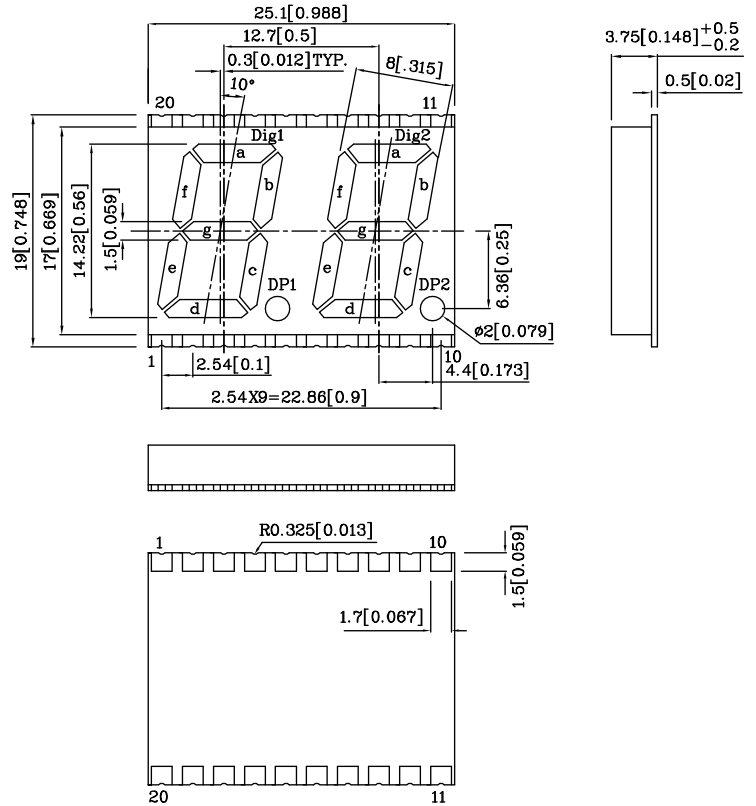 25.1[0.988]
12.7[0.5]
3.75[0.148]+0.5 −0.2
0.3[0.012]TYP.
8[.315]
10°
0.5[0.02]
20
11
Dig1
Dig2
a
a
f
b
f
b
g
g
e
c
e
c
d
d
DP1
DP2
19[0.748]
17[0.669]
14.22[0.56]
1.5[0.059]
6.36[0.25]
ø2[0.079]
1
10
2.54[0.1]
4.4[0.173]
2.54X9=22.86[0.9]
R0.325[0.013]
1
10
1.5[0.059]
1.7[0.067]
20
11